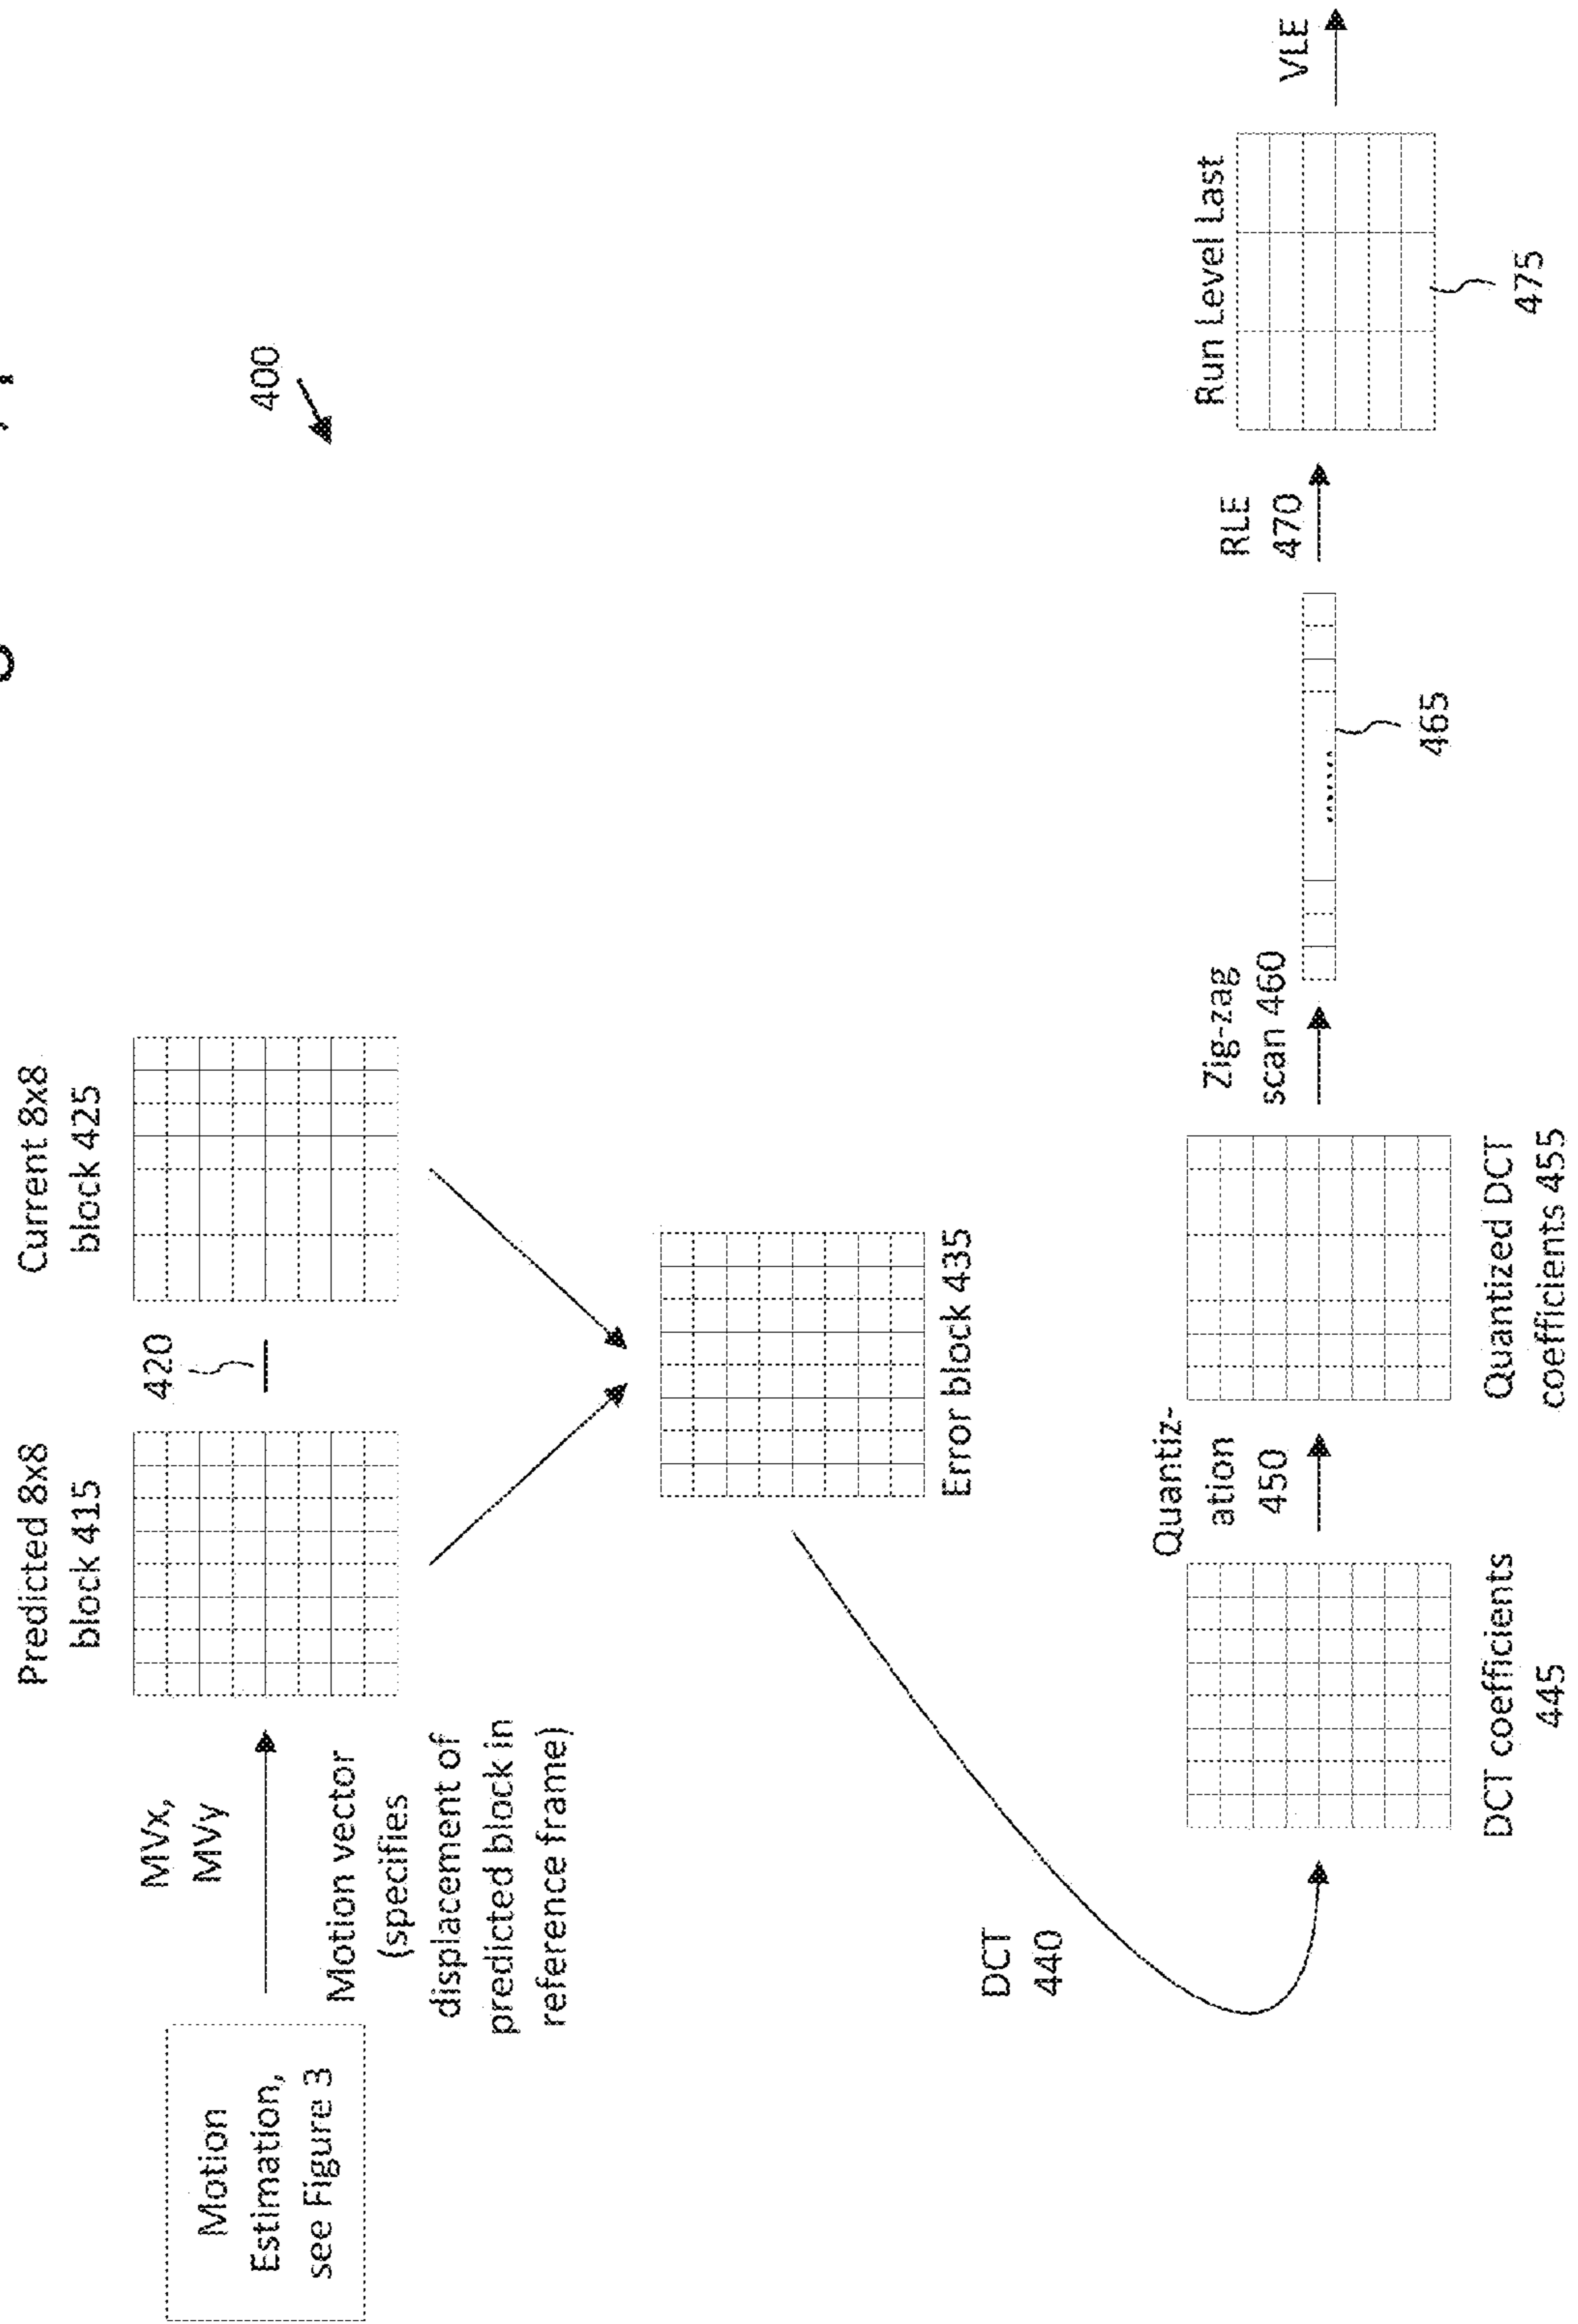 400
Motion
Estimation,
see Figure 3
MVx,
MVy
Motion vector
(specifies
displacement of
predicted block in
reference frame)
Predicted 8x8
block 415
420
Current 8x8
block 425
Error block 435
DCT
440
DCT coefficients
445
Quantiz-
ation
450
Quantized DCT
coefficients 455
Zig-zag
scan 460
465
RLE
470
Run Level Last
475
VLE